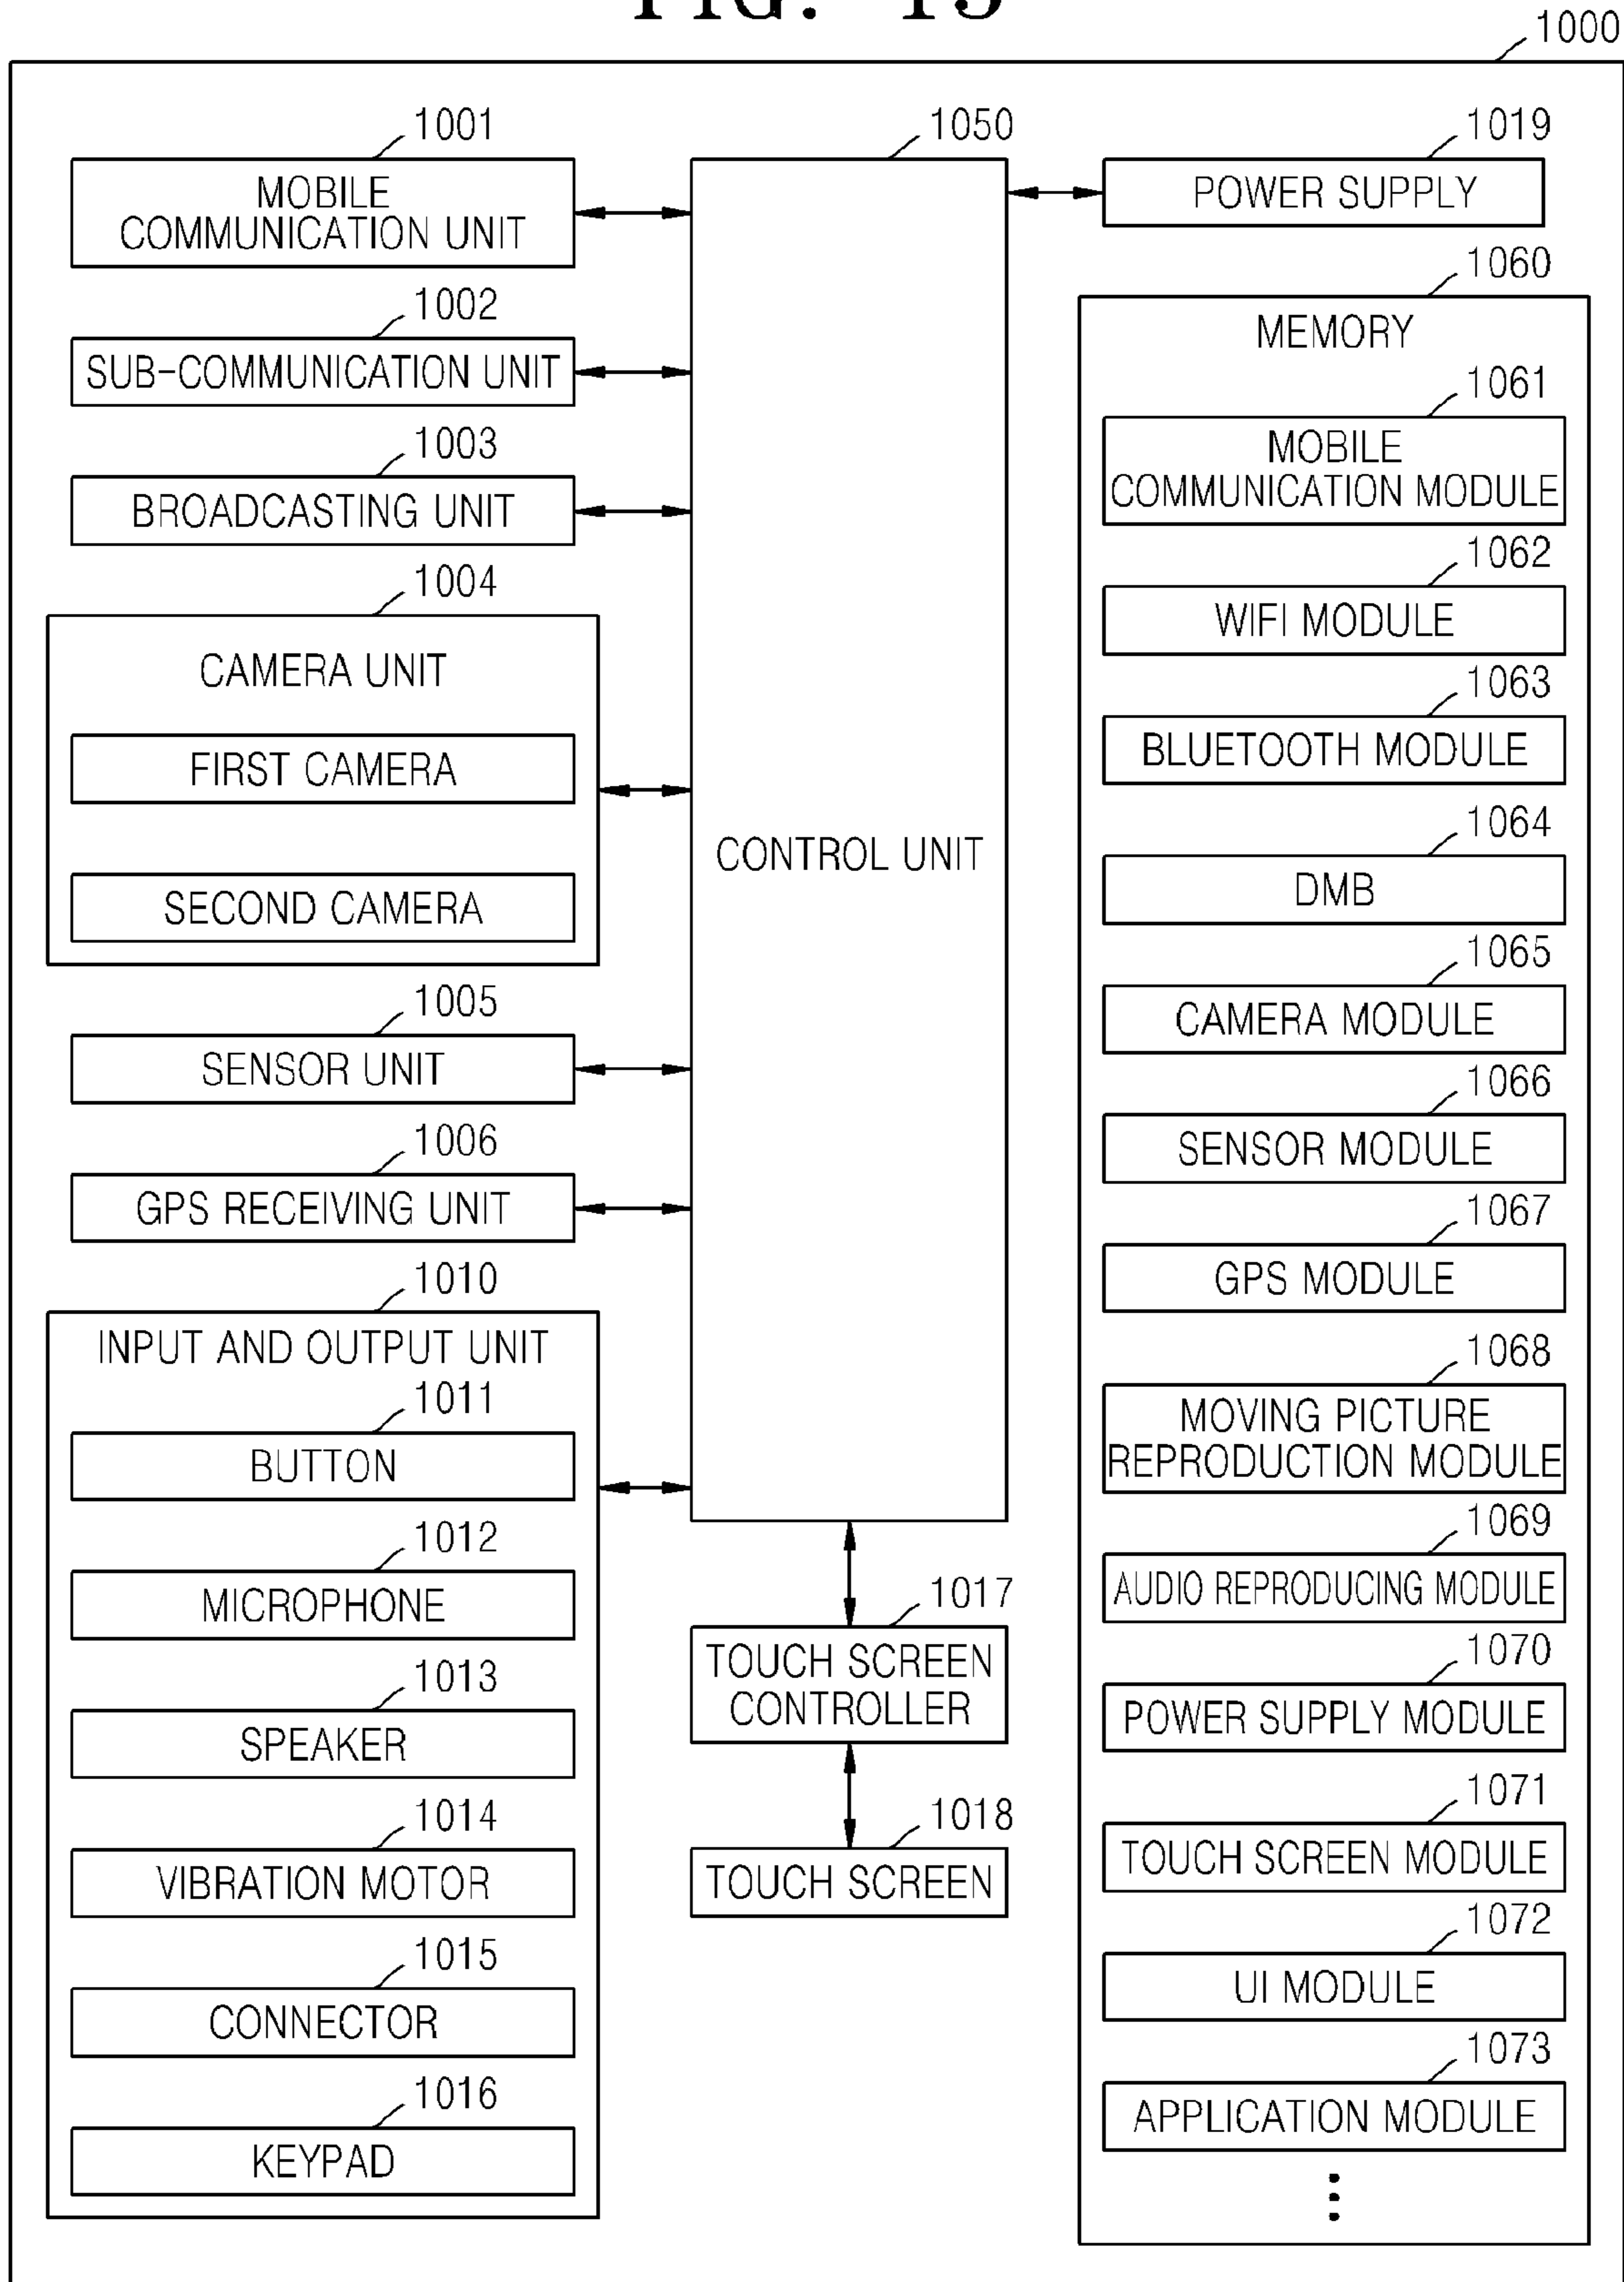 FIG. 13
1000
1001
MOBILE
COMMUNICATION UNIT
1002
SUB-COMMUNICATION UNIT
1003
BROADCASTING UNIT
1004
CAMERA UNIT
FIRST CAMERA
SECOND CAMERA
1005
SENSOR UNIT
1006
GPS RECEIVING UNIT
1010
INPUT AND OUTPUT UNIT
1011
BUTTON
1012
MICROPHONE
1013
SPEAKER
1014
VIBRATION MOTOR
1015
CONNECTOR
1016
KEYPAD
1050
CONTROL UNIT
1017
TOUCH SCREEN
CONTROLLER
1018
TOUCH SCREEN
1019
POWER SUPPLY
1060
MEMORY
1061
MOBILE
COMMUNICATION MODULE
1062
WIFI MODULE
1063
BLUETOOTH MODULE
1064
DMB
1065
CAMERA MODULE
1066
SENSOR MODULE
1067
GPS MODULE
1068
MOVING PICTURE
REPRODUCTION MODULE
1069
AUDIO REPRODUCING MODULE
1070
POWER SUPPLY MODULE
1071
TOUCH SCREEN MODULE
1072
UI MODULE
1073
APPLICATION MODULE